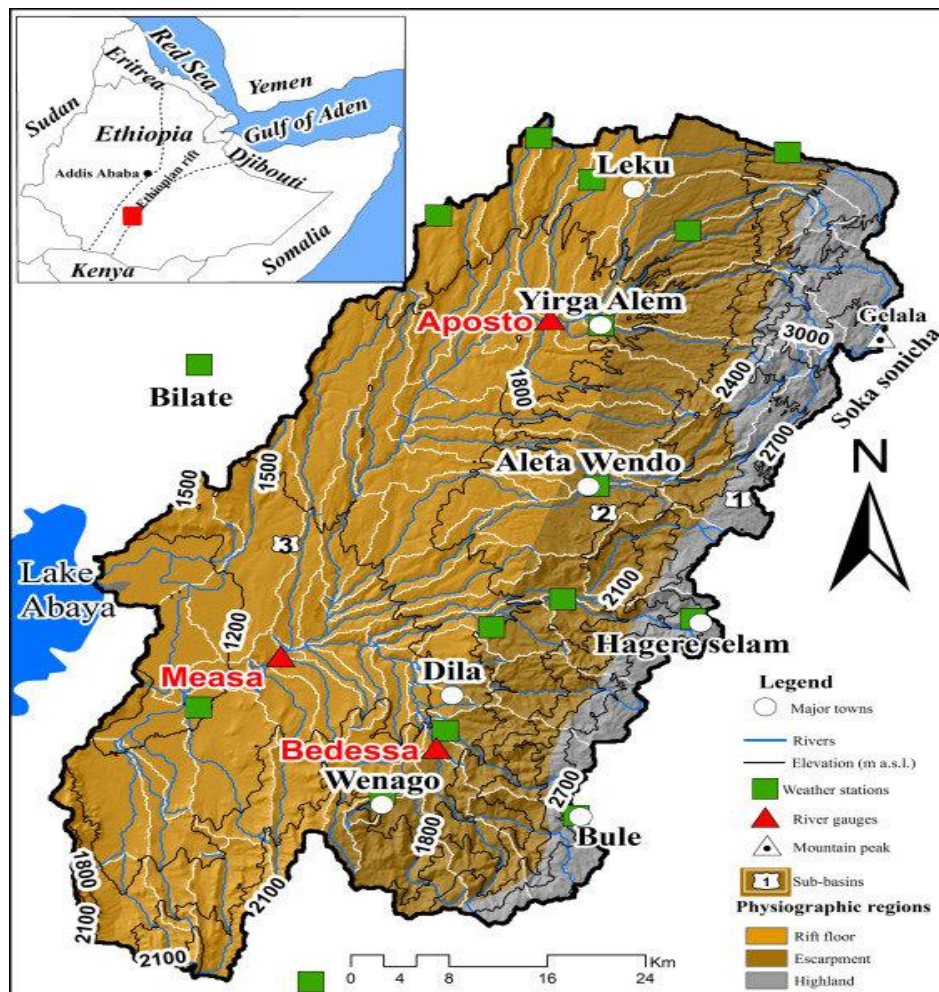 Red Sea
Eritrea
Yemen
Sudan
Gulf of Aden
Ethiopia
Djibouti
Addis Ababa
Ethiopian rift
Somalia
Kenya
Leku
Yirga Alem
Aposto
Gelala
3000
Soka sonicha
2400
1800
Bilate
2700
N
Aleta Wendo
1500
1500
1
2
3
Lake
Abaya
2100
1200
Hagere selam
Measa
Dila
Bedessa
Wenago
2700
1800
Bule
1800
2100
2100
2100
0 4 8 16 24 Km
Legend
Major towns
Rivers
Elevation (m a.s.l.)
Weather stations
River gauges
Mountain peak
1 Sub-basins
Physiographic regions
Rift floor
Escarpment
Highland